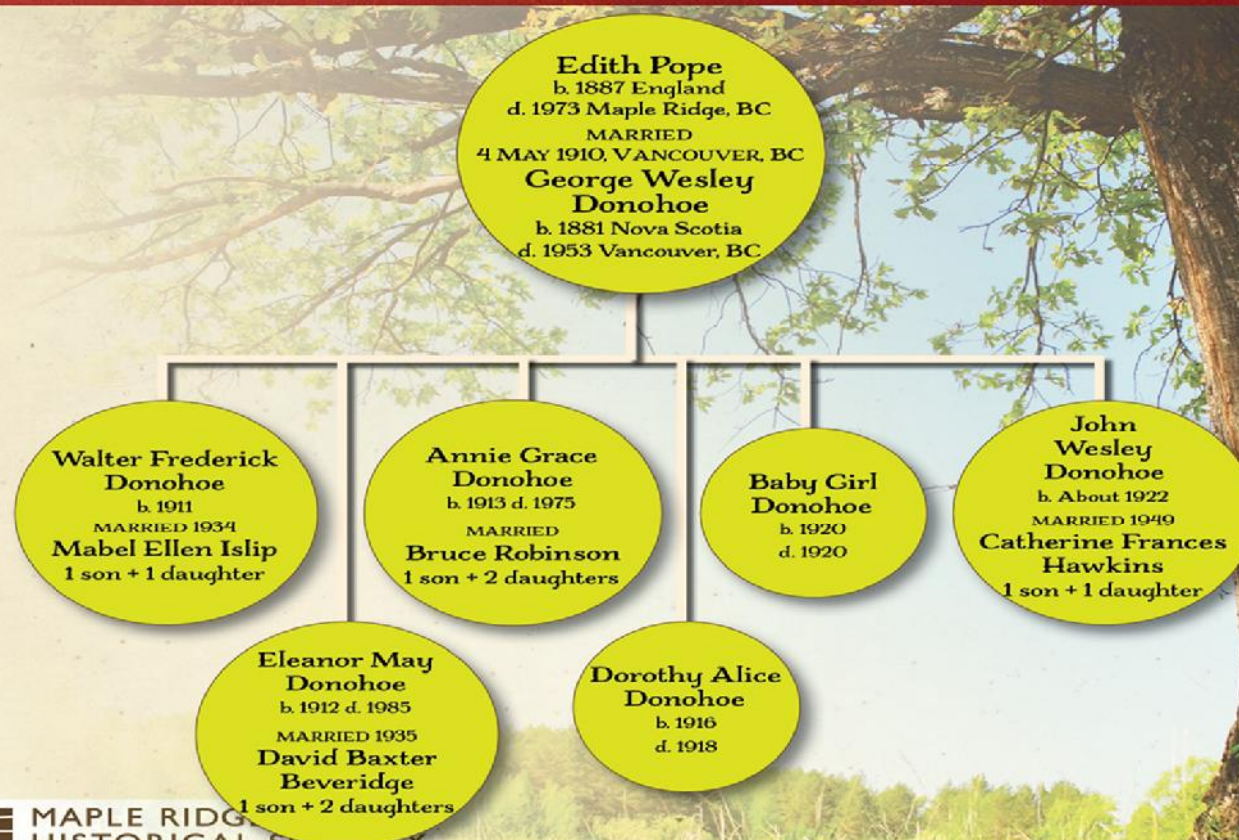 Edith Pope
b. 1887 England
d. 1973 Maple Ridge, BC
MARRIED
4 MAY 1910, VANCOUVER, BC
George Wesley
Donohoe
b. 1881 Nova Scotia
d. 1953 Vancouver, BC
Walter Frederick
Donohoe
b. 1911
MARRIED 1934
Mabel Ellen Islip
1 son + 1 daughter
Annie Grace
Donohoe
b. 1913 d. 1975
MARRIED
Bruce Robinson
1 son + 2 daughters
Baby Girl
Donohoe
b. 1920
d. 1920
John
Wesley
Donohoe
b. About 1922
MARRIED 1949
Catherine Frances
Hawkins
1 son + 1 daughter
Eleanor May
Donohoe
b. 1912 d. 1985
MARRIED 1935
David Baxter
Beveridge
1 son + 2 daughters
Dorothy Alice
Donohoe
b. 1916
d. 1918
MAPLE RIDG
HISTORICAL